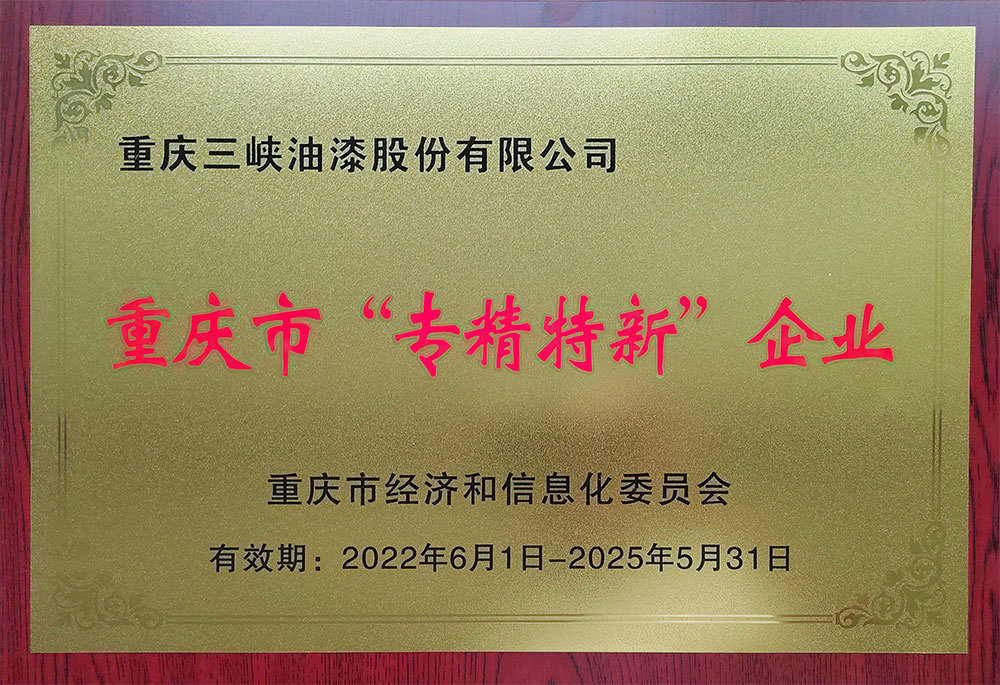 重庆三峡油漆股份有限公司
重庆市“专精特新”企业
重庆市经济和信息化委员会
有效期：2022年6月1日-2025年5月31日